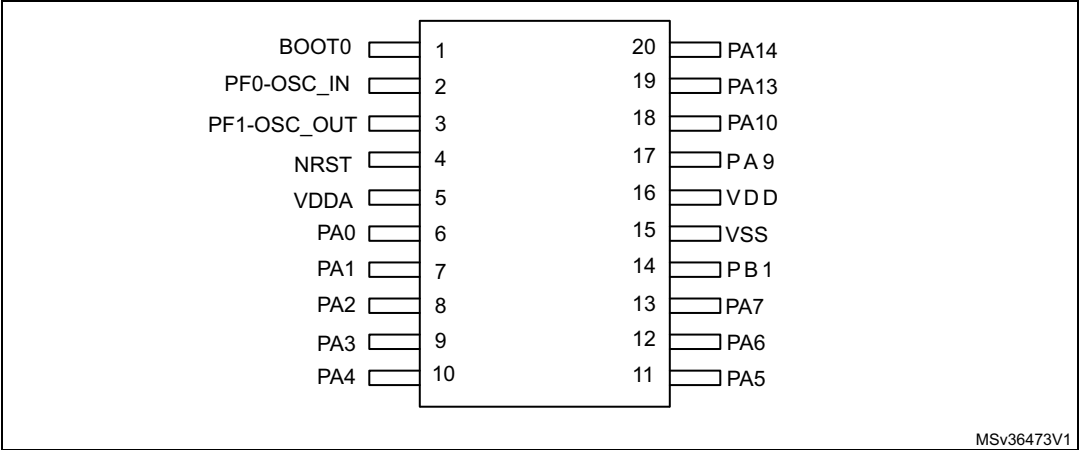 BOOT0 1 20 PA14
PF0-OSC_IN 2 19 PA13
PF1-OSC_OUT 3 18 PA10
NRST 4 17 PA9
VDDA 5 16 VDD
PA0 6 15 VSS
PA1 7 14 PB1
PA2 8 13 PA7
PA3 9 12 PA6
PA4 10 11 PA5
MSv36473V1